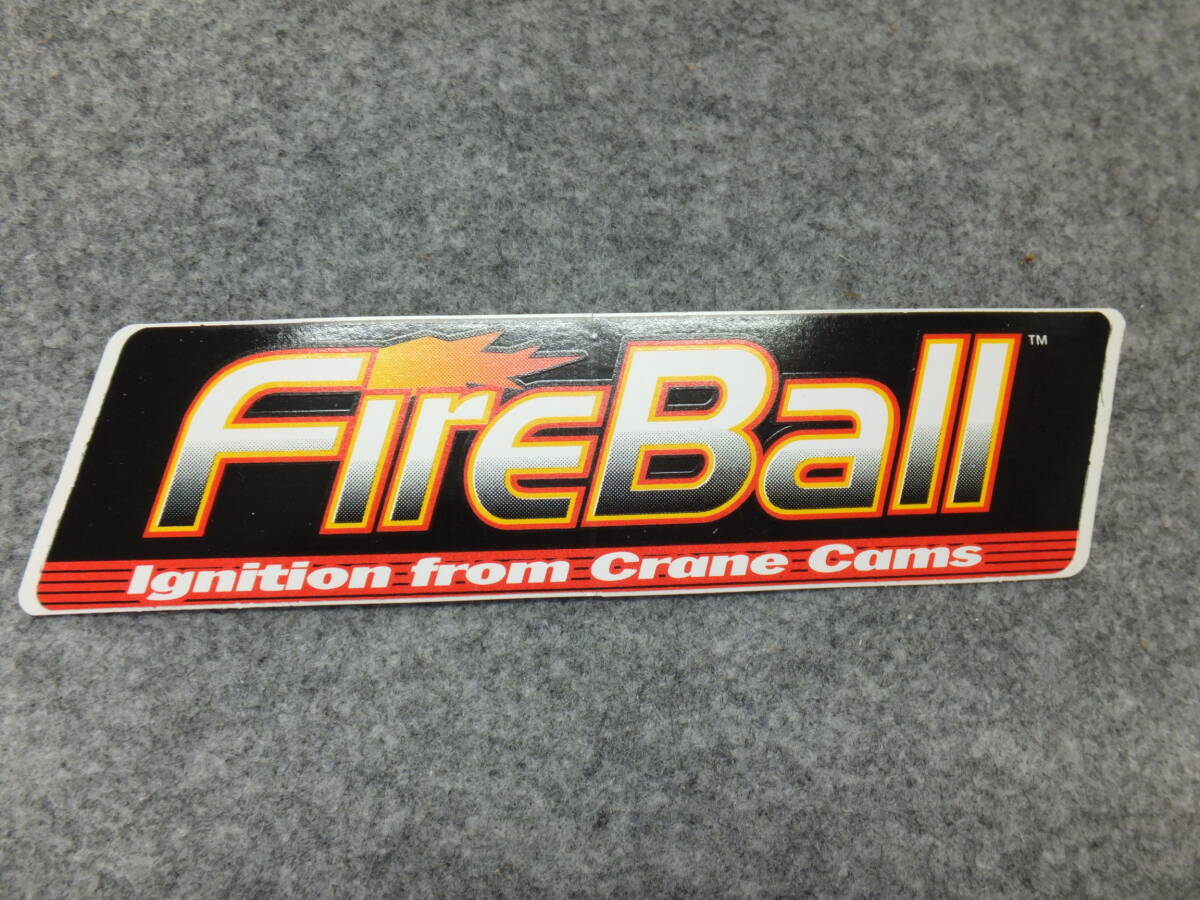 FireBall™
Ignition from Crane Cams